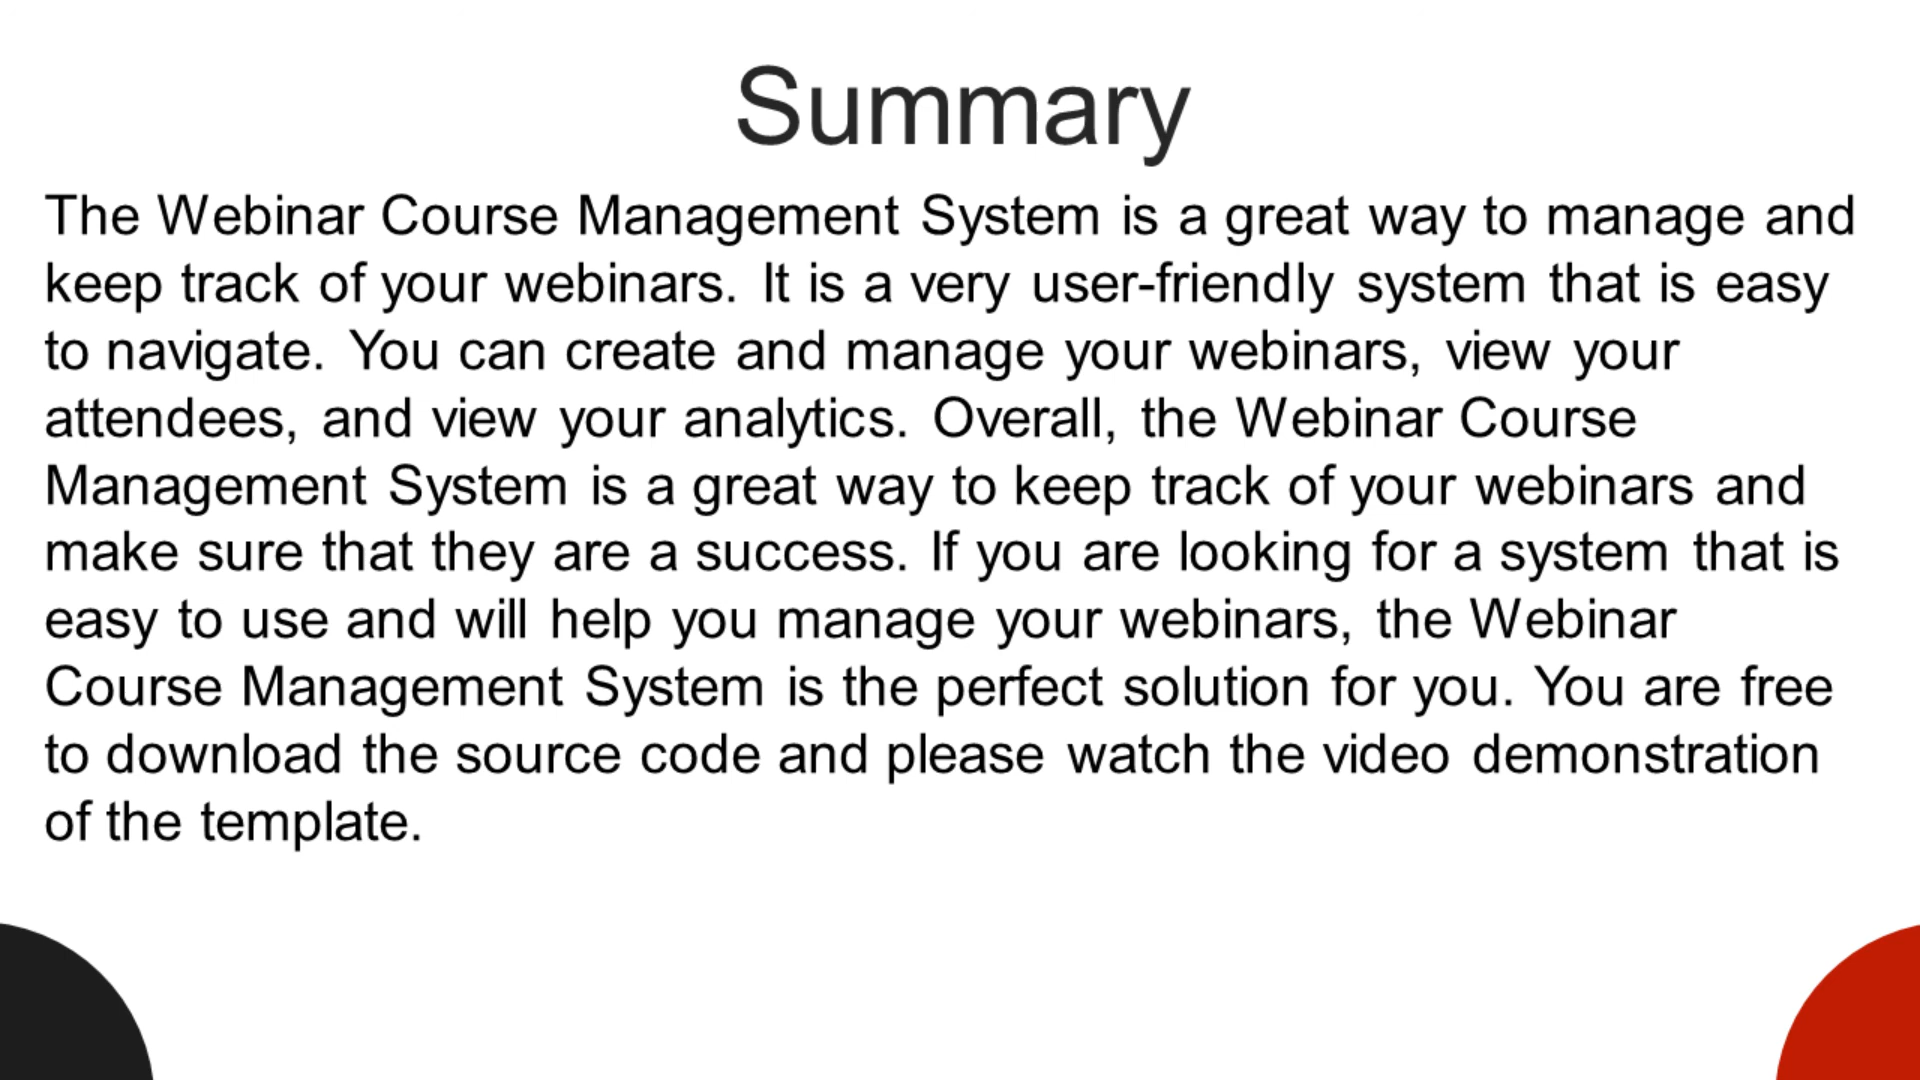 Summary
The Webinar Course Management System is a great way to manage and
keep track of your webinars. It is a very user-friendly system that is easy
to navigate. You can create and manage your webinars, view your
attendees, and view your analytics. Overall, the Webinar Course
Management System is a great way to keep track of your webinars and
make sure that they are a success. If you are looking for a system that is
easy to use and will help you manage your webinars, the Webinar
Course Management System is the perfect solution for you. You are free
to download the source code and please watch the video demonstration
of the template.